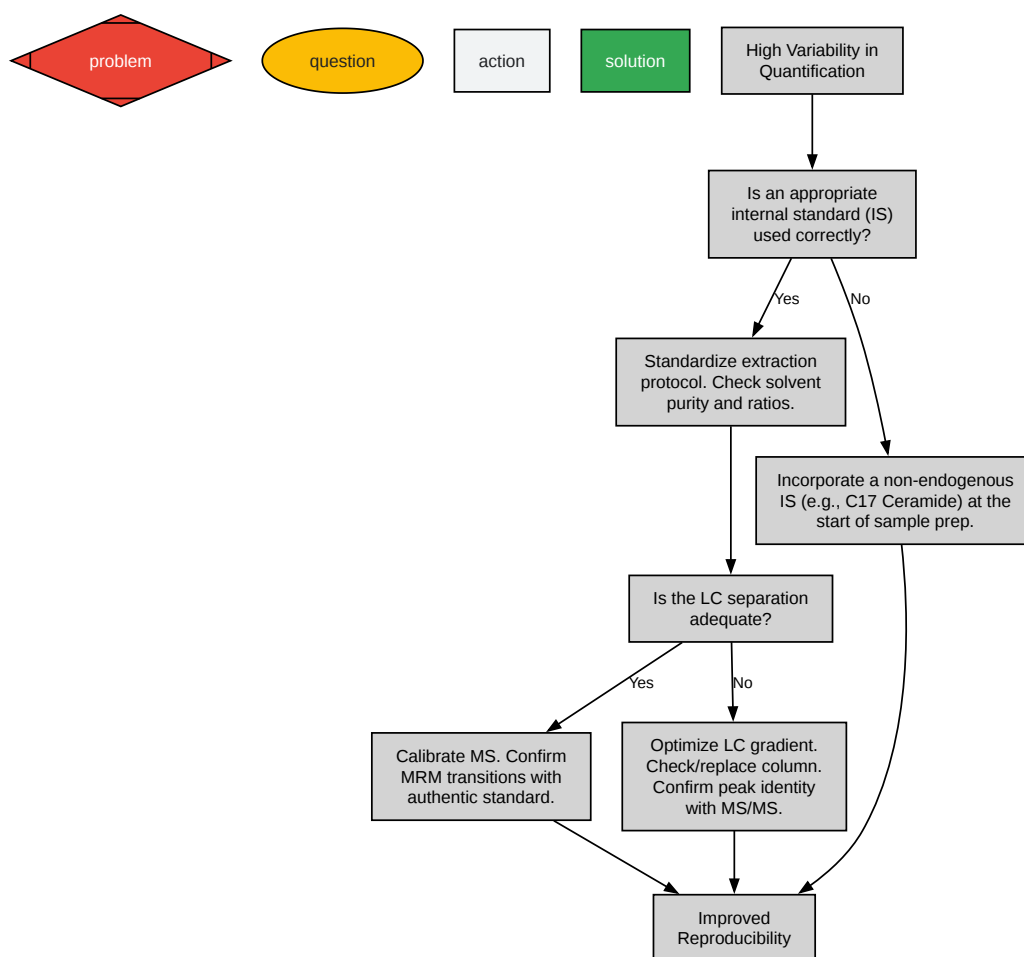 problem
question
action
solution
High Variability in
Quantification
Is an appropriate
internal standard (IS)
used correctly?
Yes
No
Standardize extraction
protocol. Check solvent
purity and ratios.
Incorporate a non-endogenous
IS (e.g., C17 Ceramide) at the
start of sample prep.
Is the LC separation
adequate?
Yes
No
Calibrate MS. Confirm
MRM transitions with
authentic standard.
Optimize LC gradient.
Check/replace column.
Confirm peak identity
with MS/MS.
Improved
Reproducibility